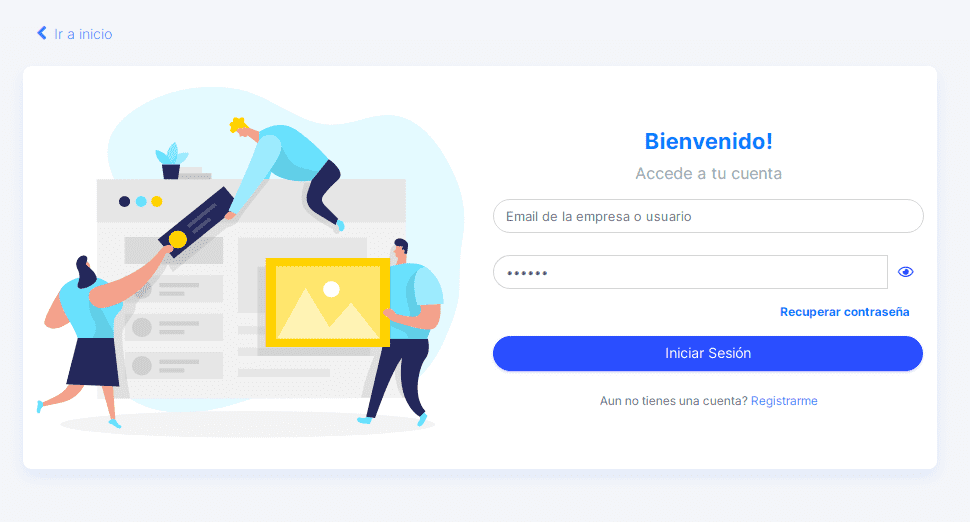 Ir a inicio
Bienvenido!
Accede a tu cuenta
Email de la empresa o usuario
••••••
Recuperar contraseña
Iniciar Sesión
Aun no tienes una cuenta? Registrarme